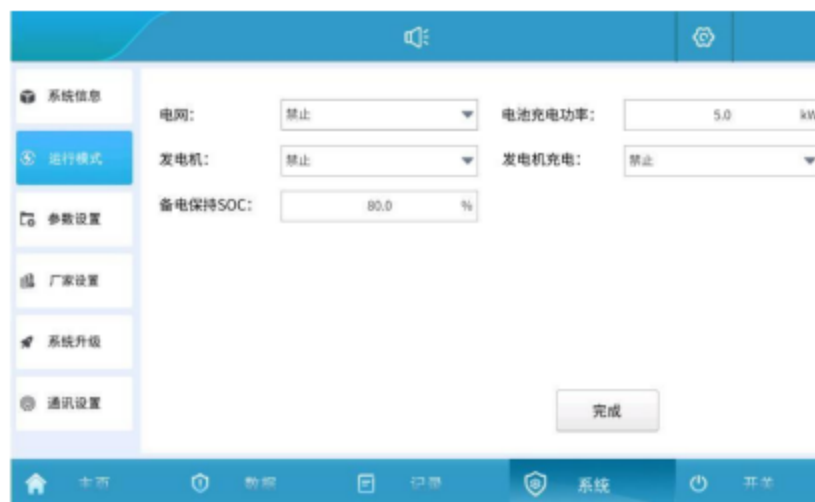 系统信息
运行模式
参数设置
厂家设置
系统升级
通讯设置
电网： 禁止 电池充电功率： 5.0 kW
发电机： 禁止 发电机充电： 禁止
备电保持SOC： 80.0 %
完成
主页 数据 记录 系统 开关